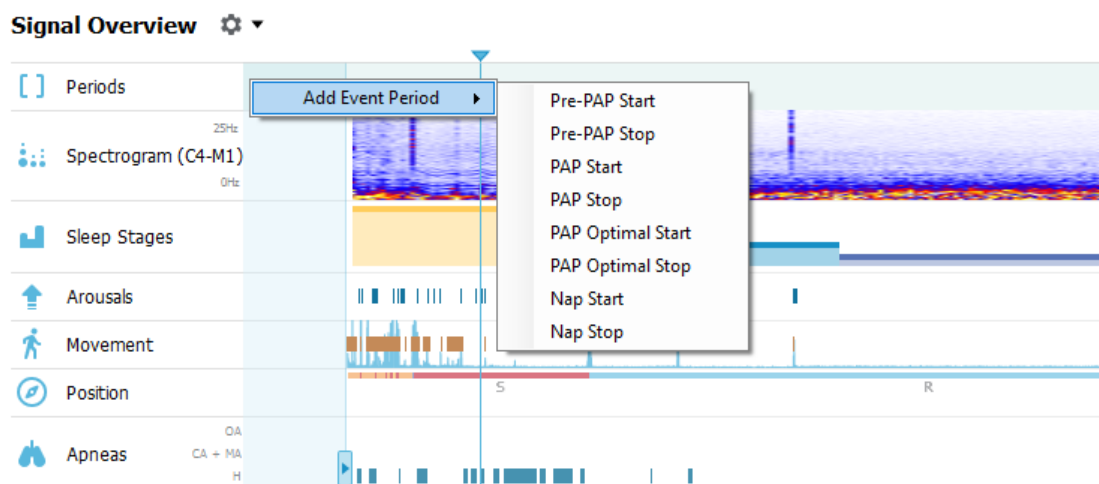 Signal Overview
Periods
Add Event Period
Pre-PAP Start
Pre-PAP Stop
PAP Start
PAP Stop
PAP Optimal Start
PAP Optimal Stop
Nap Start
Nap Stop
25Hz
Spectrogram (C4-M1)
0Hz
Sleep Stages
Arousals
Movement
Position
S
R
OA
Apneas
CA + MA
H